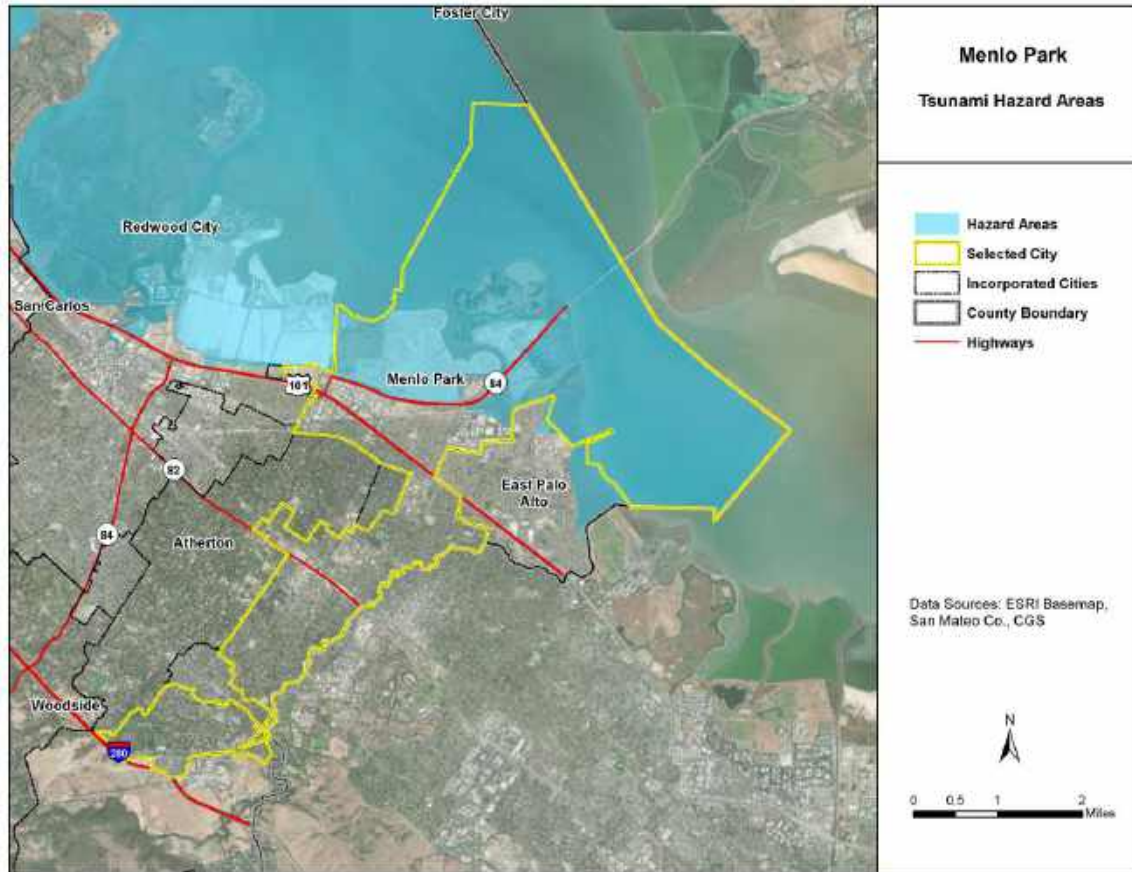 Foster City
Redwood City
San Carlos
101
Menlo Park
84
82
East Palo
Alto
84
Atherton
Woodside
280
Menlo Park
Tsunami Hazard Areas
Hazard Areas
Selected City
Incorporated Cities
County Boundary
Highways
Data Sources: ESRI Basemap,
San Mateo Co., CGS
N
0 0.5 1 2
Miles